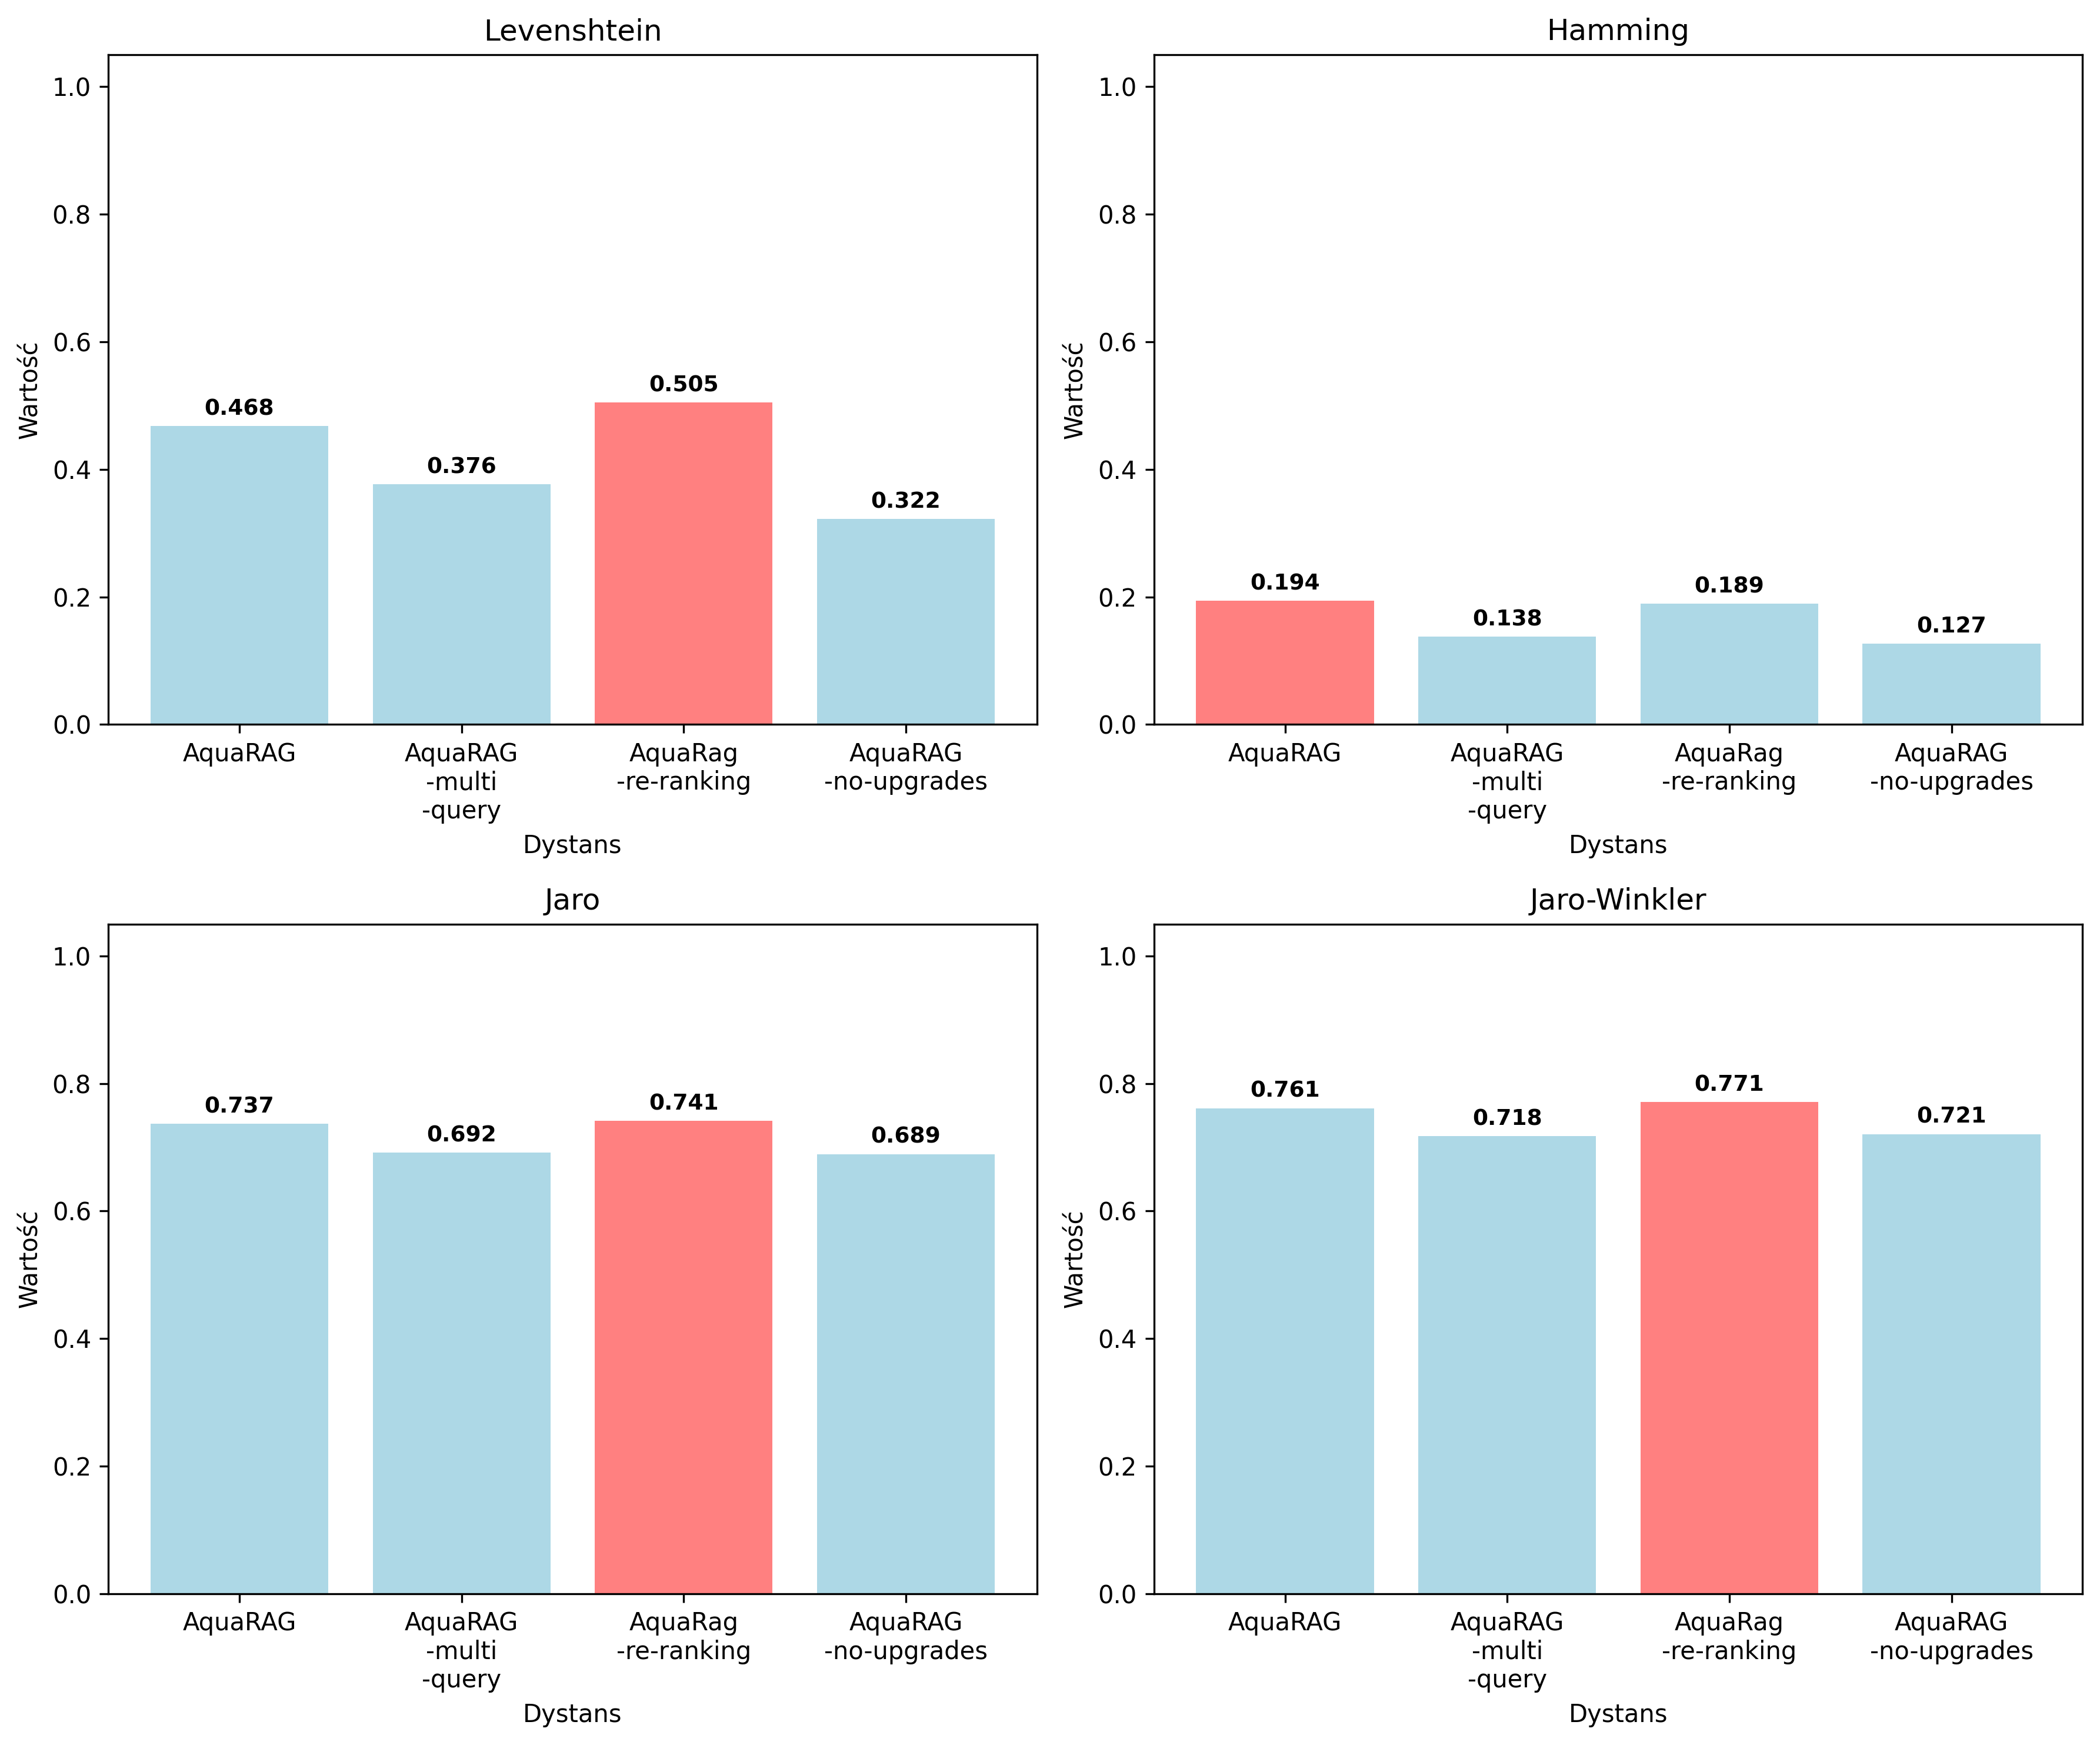 Levenshtein
1.0
0.8
0.6
0.4
0.2
0.0
Wartość
0.468
0.376
0.505
0.322
AquaRAG
AquaRAG
-multi
-query
AquaRag
-re-ranking
AquaRAG
-no-upgrades
Dystans
Hamming
1.0
0.8
0.6
0.4
0.2
0.0
Wartość
0.194
0.138
0.189
0.127
AquaRAG
AquaRAG
-multi
-query
AquaRag
-re-ranking
AquaRAG
-no-upgrades
Dystans
Jaro
1.0
0.8
0.6
0.4
0.2
0.0
Wartość
0.737
0.692
0.741
0.689
AquaRAG
AquaRAG
-multi
-query
AquaRag
-re-ranking
AquaRAG
-no-upgrades
Dystans
Jaro-Winkler
1.0
0.8
0.6
0.4
0.2
0.0
Wartość
0.761
0.718
0.771
0.721
AquaRAG
AquaRAG
-multi
-query
AquaRag
-re-ranking
AquaRAG
-no-upgrades
Dystans